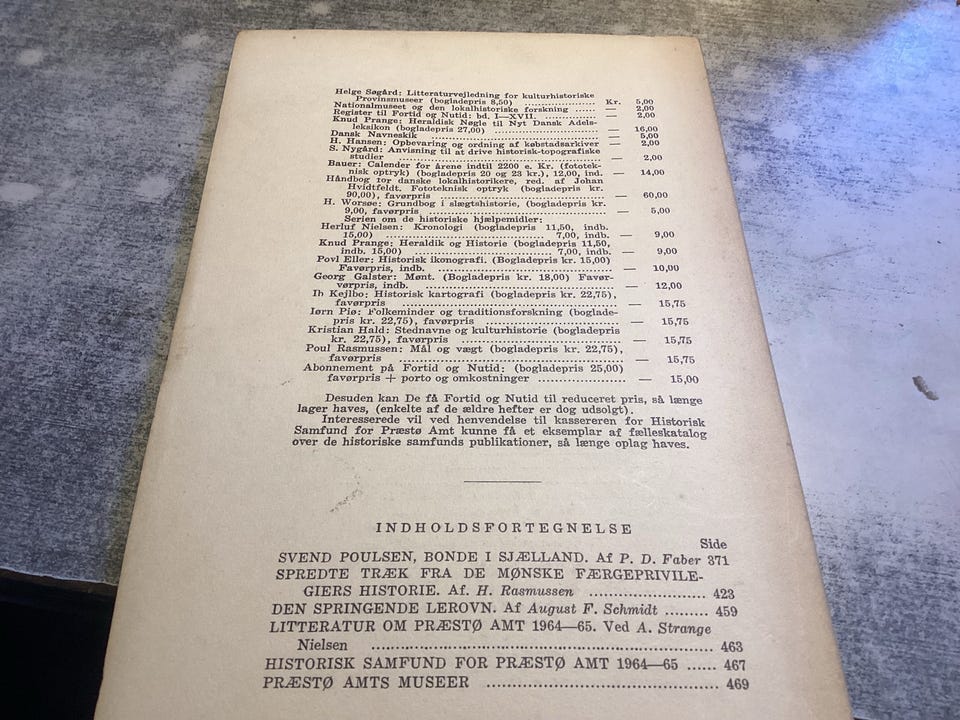 Helge Søgård: Litteraturvejledning for kulturhistoriske
Provinsmuseer (bogladepris 8,50) .................. Kr. 5,00
Nationalmuseet og den lokalhistoriske forskning ...... — 2,00
Register til Fortid og Nutid: bd. I—XVII. ............... — 2,00
Knud Prange: Heraldisk Nøgle til Nyt Dansk Adels-
leksikon (bogladepris 27,00) ........................ — 16,00
Dansk Navneskik .......................................... — 5,00
H. Hansen: Opbevaring og ordning af købstadsarkiver — 2,00
S. Nygård: Anvisning til at drive historisk-topografiske
studier .......................................... — 2,00
Bauer: Calender for årene indtil 2200 e. Kr. (fototek-
nisk optryk) (bogladepris 20 og 23 kr.), 12,00, ind. — 14,00
Håndbog for danske lokalhistorikere, red. af Johan
Hvidtfeldt. Fototeknisk optryk (bogladepris kr.
90,00), favørpris .................................... — 60,00
H. Worsøe: Grundbog i slægtshistorie, (bogladepris kr.
9,00, favørpris .................................... — 5,00
Serien om de historiske hjælpemidler:
Herluf Nielsen: Kronologi (bogladepris 11,50, indb.
15,00) .............................. 7,00, indb. — 9,00
Knud Prange: Heraldik og Historie (bogladepris 11,50,
indb. 15,00) ........................ 7,00, indb. — 9,00
Povl Eller: Historisk ikonografi. (Bogladepris kr. 15,00)
Favørpris, indb. .................................... — 10,00
Georg Galster: Mønt. (Bogladepris kr. 18,00) Favør-
vørpris, indb. .................................... — 12,00
Ib Kejlbo: Historisk kartografi (bogladepris kr. 22,75),
favørpris .......................................... — 15,75
Iørn Piø: Folkeminder og traditionsforskning (boglade-
pris kr. 22,75), favørpris ........................ — 15,75
Kristian Hald: Stednavne og kulturhistorie (bogladepris
kr. 22,75), favørpris .............................. — 15,75
Poul Rasmussen: Mål og vægt (bogladepris kr. 22,75),
favørpris .......................................... — 15,75
Abonnement på Fortid og Nutid: (bogladepris 25,00)
favørpris + porto og omkostninger .................. — 15,00
Desuden kan De få Fortid og Nutid til reduceret pris, så længe
lager haves, (enkelte af de ældre hefter er dog udsolgt).
Interesserede vil ved henvendelse til kassereren for Historisk
Samfund for Præstø Amt kunne få et eksemplar af fælleskatalog
over de historiske samfunds publikationer, så længe oplag haves.
INDHOLDSFORTEGNELSE
Side
SVEND POULSEN, BONDE I SJÆLLAND. Af P. D. Faber 371
SPREDTE TRÆK FRA DE MØNSKE FÆRGEPRIVILE-
GIERS HISTORIE. Af. H. Rasmussen .................. 423
DEN SPRINGENDE LEROVN. Af August F. Schmidt ......... 459
LITTERATUR OM PRÆSTØ AMT 1964—65. Ved A. Strange
Nielsen ................................................ 463
HISTORISK SAMFUND FOR PRÆSTØ AMT 1964—65 ...... 467
PRÆSTØ AMTS MUSEER .................................... 469